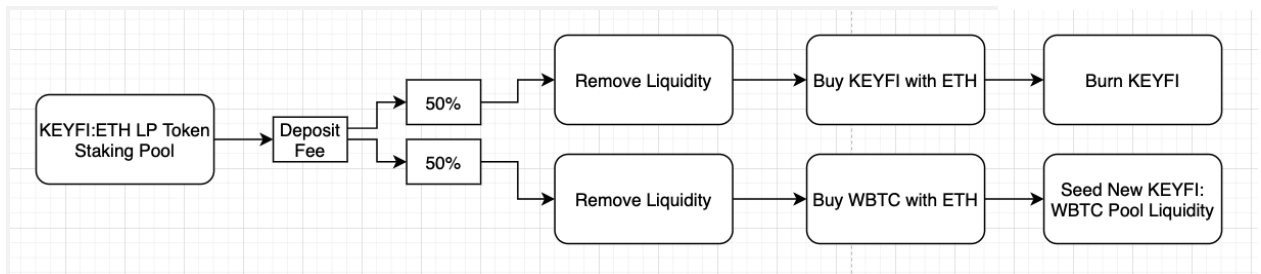 KEYFI:ETH LP Token
Staking Pool
Deposit
Fee
50%
Remove Liquidity
Buy KEYFI with ETH
Burn KEYFI
50%
Remove Liquidity
Buy WBTC with ETH
Seed New KEYFI:
WBTC Pool Liquidity